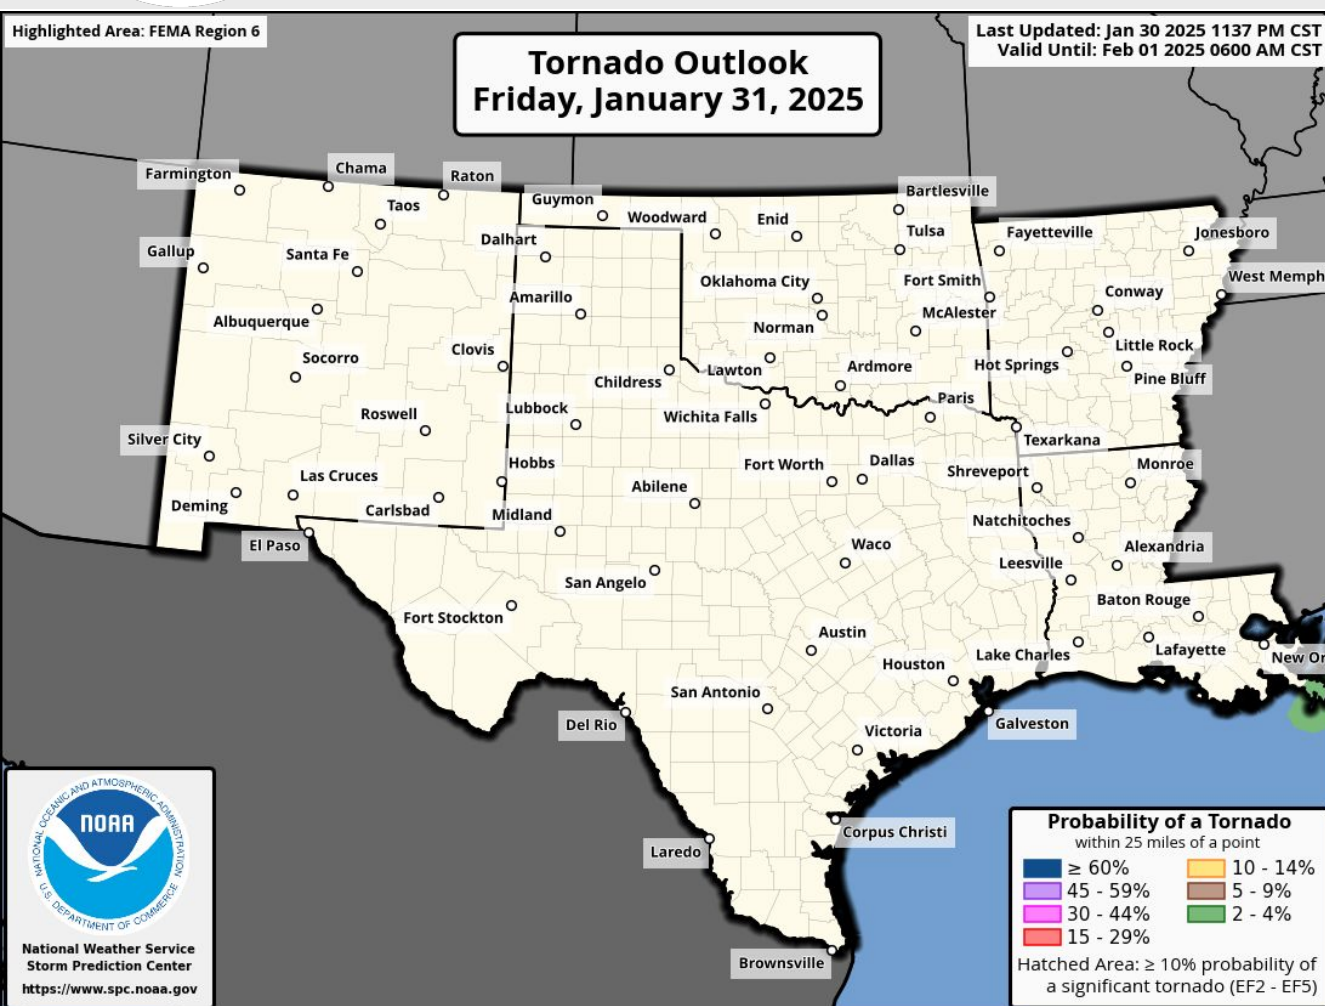 Highlighted Area: FEMA Region 6
Last Updated: Jan 30 2025 1137 PM CST
Valid Until: Feb 01 2025 0600 AM CST
Tornado Outlook
Friday, January 31, 2025
Farmington
Chama
Raton
Taos
Guymon
Woodward
Enid
Bartlesville
Tulsa
Fayetteville
Jonesboro
Gallup
Santa Fe
Dalhart
Oklahoma City
Fort Smith
Conway
West Memph
Amarillo
Albuquerque
Norman
McAlester
Little Rock
Socorro
Clovis
Childress
Lawton
Ardmore
Hot Springs
Pine Bluff
Roswell
Lubbock
Wichita Falls
Paris
Texarkana
Silver City
Las Cruces
Hobbs
Fort Worth
Dallas
Shreveport
Monroe
Deming
Carlsbad
Abilene
Midland
Natchitoches
El Paso
Waco
Alexandria
San Angelo
Leesville
Fort Stockton
Baton Rouge
Austin
Lake Charles
Lafayette
New Or
Houston
San Antonio
Del Rio
Galveston
Victoria
Corpus Christi
Laredo
Brownsville
NATIONAL OCEANIC AND ATMOSPHERIC ADMINISTRATION
NOAA
U.S. DEPARTMENT OF COMMERCE
National Weather Service
Storm Prediction Center
https://www.spc.noaa.gov
Probability of a Tornado
within 25 miles of a point
≥ 60%
10 - 14%
45 - 59%
5 - 9%
30 - 44%
2 - 4%
15 - 29%
Hatched Area: ≥ 10% probability of
a significant tornado (EF2 - EF5)